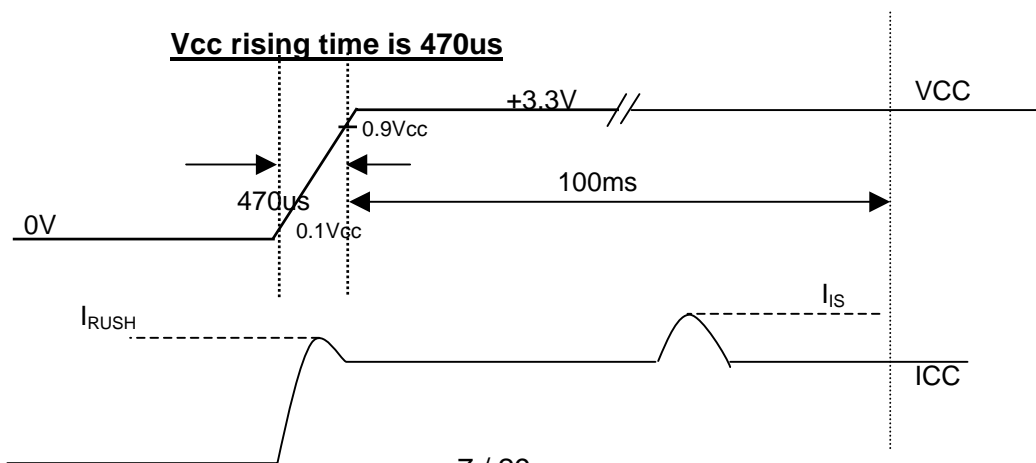 Vcc rising time is 470us
+3.3V
VCC
0.9Vcc
470us
100ms
0V
0.1Vcc
IRUSH
IIS
ICC